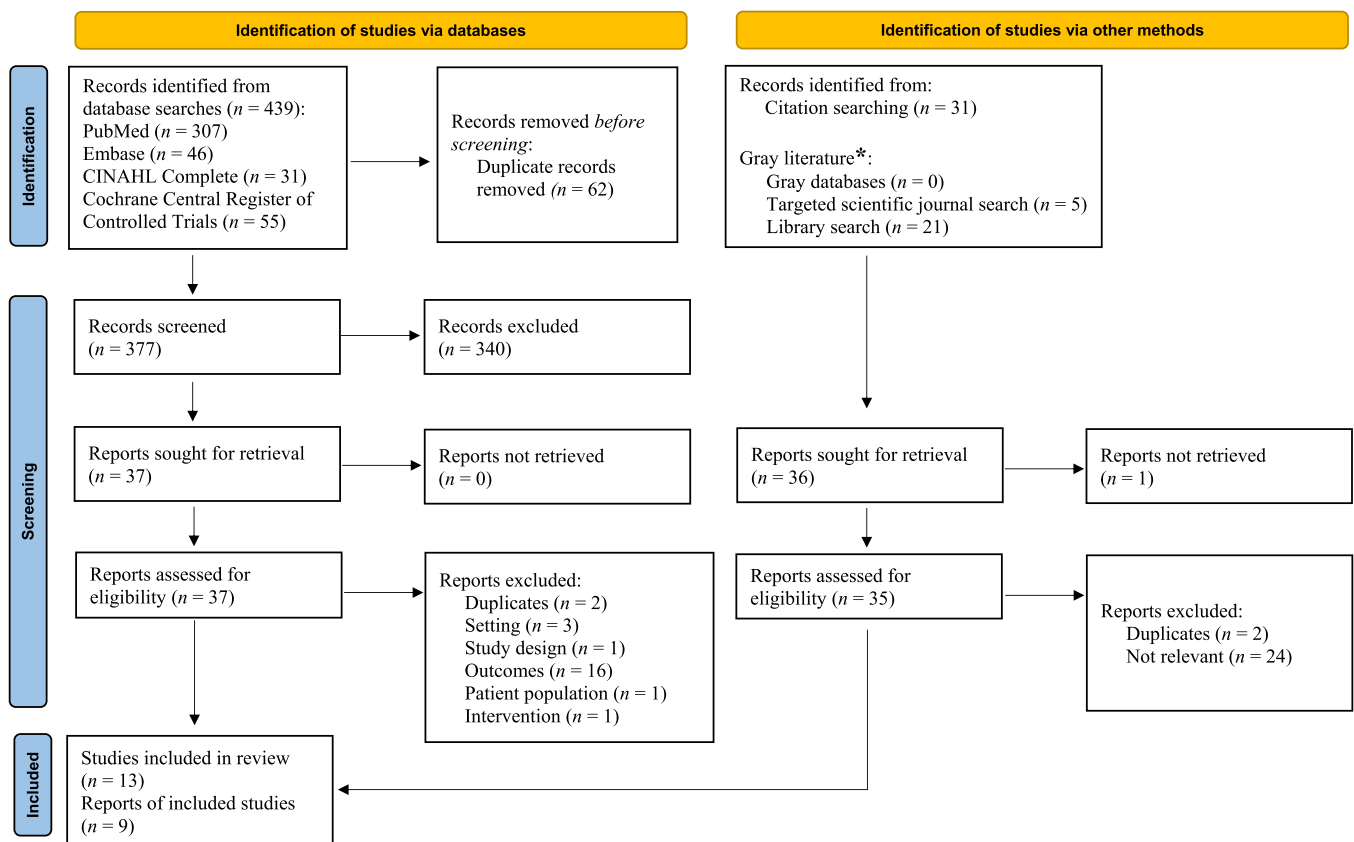 Identification of studies via databases
Identification of studies via other methods
Identification
Records identified from
database searches (n = 439):
PubMed (n = 307)
Embase (n = 46)
CINAHL Complete (n = 31)
Cochrane Central Register of
Controlled Trials (n = 55)
Records removed before
screening:
Duplicate records
removed (n = 62)
Records identified from:
Citation searching (n = 31)
Gray literature*:
Gray databases (n = 0)
Targeted scientific journal search (n = 5)
Library search (n = 21)
Screening
Records screened
(n = 377)
Records excluded
(n = 340)
Reports sought for retrieval
(n = 37)
Reports not retrieved
(n = 0)
Reports sought for retrieval
(n = 36)
Reports not retrieved
(n = 1)
Reports assessed for
eligibility (n = 37)
Reports excluded:
Duplicates (n = 2)
Setting (n = 3)
Study design (n = 1)
Outcomes (n = 16)
Patient population (n = 1)
Intervention (n = 1)
Reports assessed for
eligibility (n = 35)
Reports excluded:
Duplicates (n = 2)
Not relevant (n = 24)
Included
Studies included in review
(n = 13)
Reports of included studies
(n = 9)